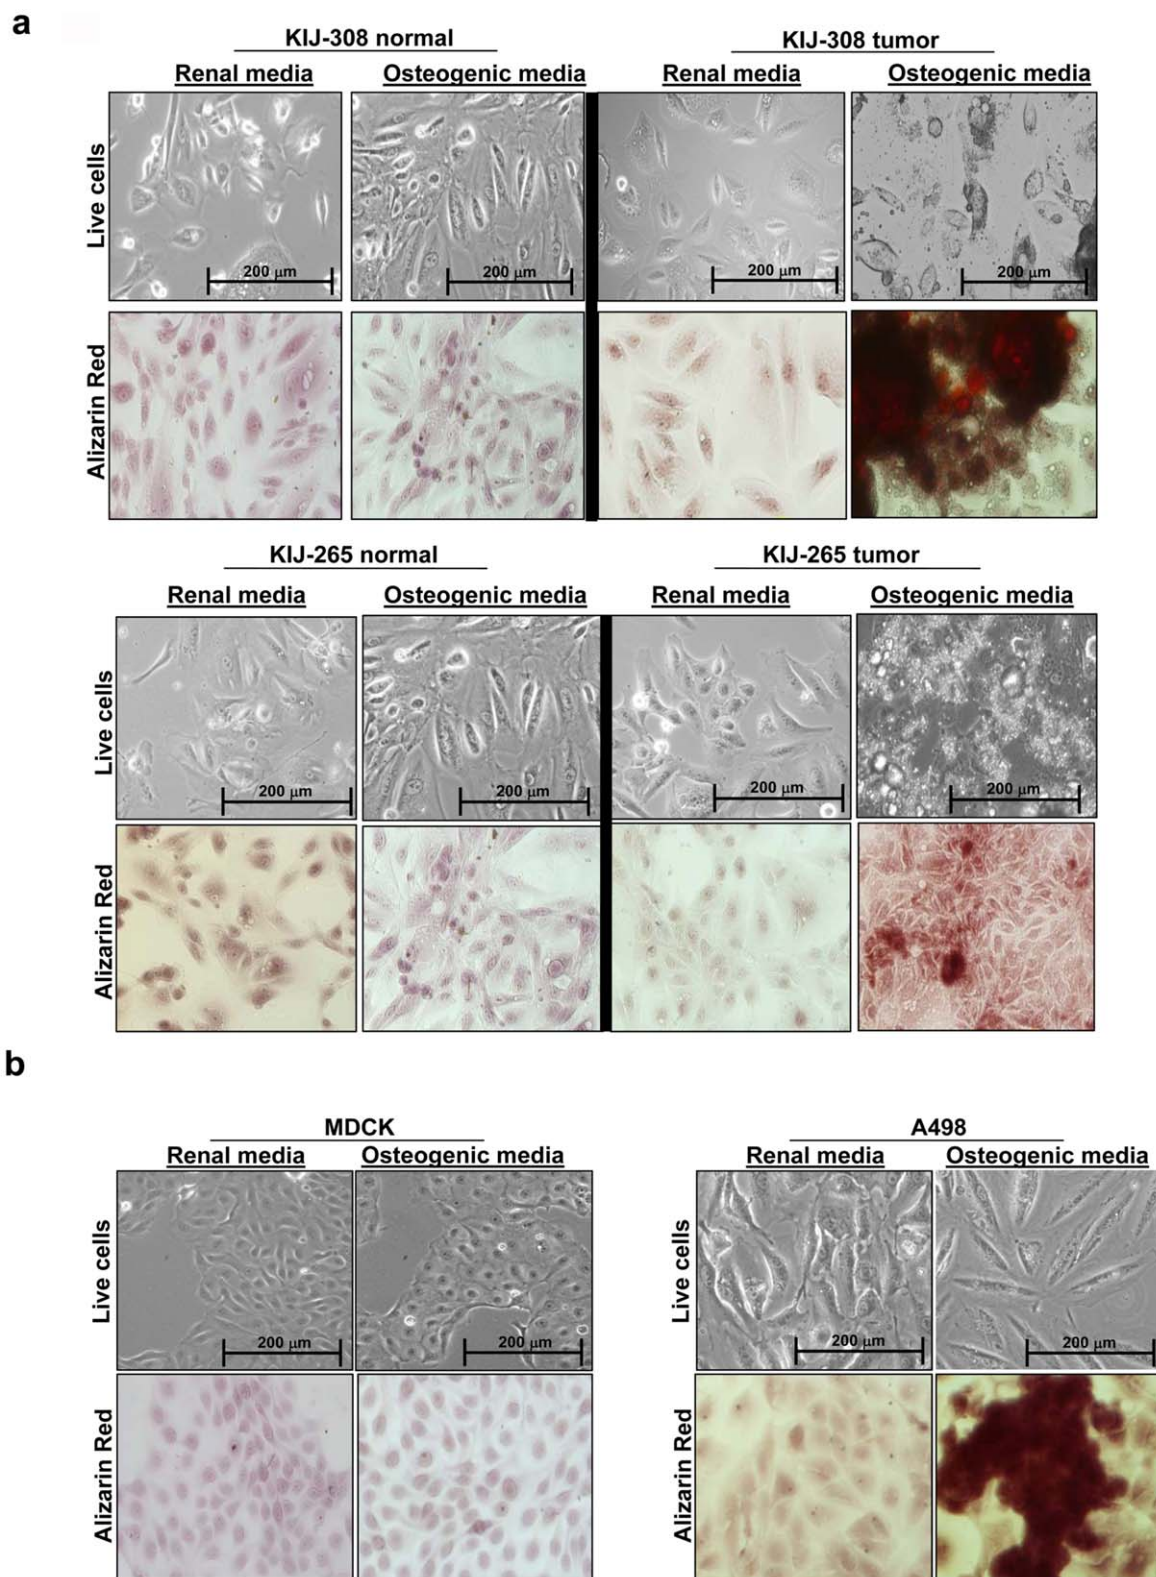 a
KIJ-308 normal KIJ-308 tumor
Renal media Osteogenic media Renal media Osteogenic media
Live cells
200 µm 200 µm 200 µm 200 µm
Alizarin Red
KIJ-265 normal KIJ-265 tumor
Renal media Osteogenic media Renal media Osteogenic media
Live cells
200 µm 200 µm 200 µm 200 µm
Alizarin Red
b
MDCK A498
Renal media Osteogenic media Renal media Osteogenic media
Live cells Live cells
200 µm 200 µm 200 µm 200 µm
Alizarin Red Alizarin Red